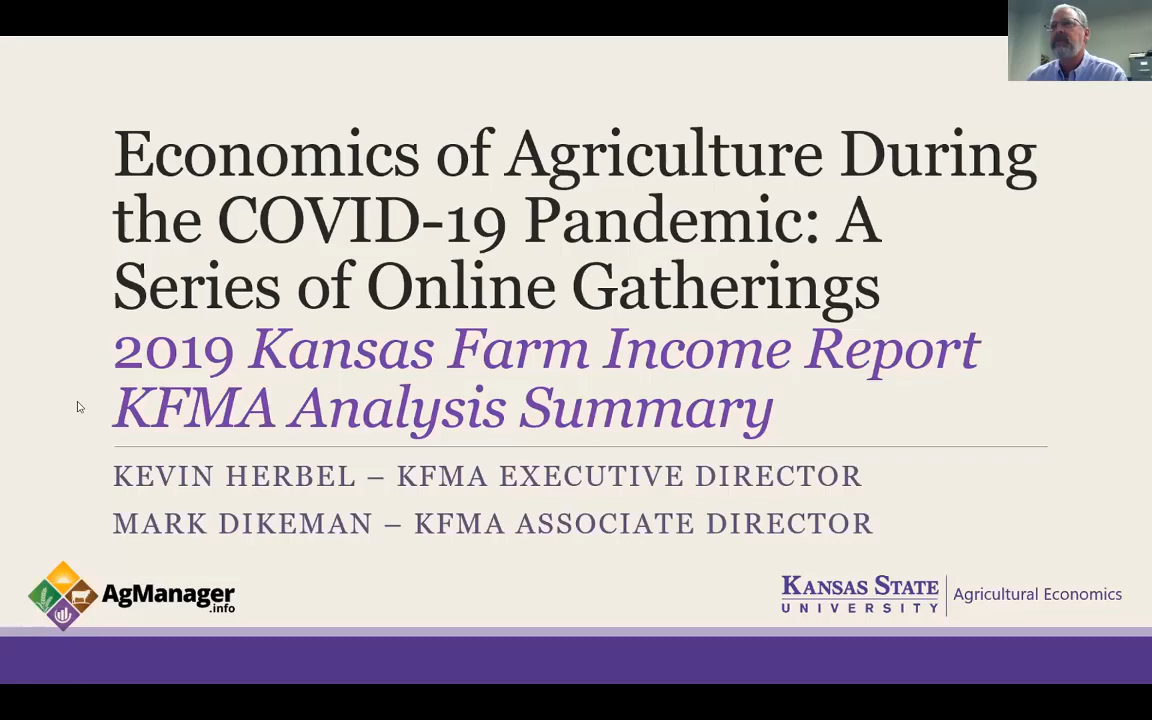 Economics of Agriculture During
the COVID-19 Pandemic: A
Series of Online Gatherings
2019 Kansas Farm Income Report
KFMA Analysis Summary
KEVIN HERBEL – KFMA EXECUTIVE DIRECTOR
MARK DIKEMAN – KFMA ASSOCIATE DIRECTOR
AgManager
.info
KANSAS STATE
UNIVERSITY
Agricultural Economics